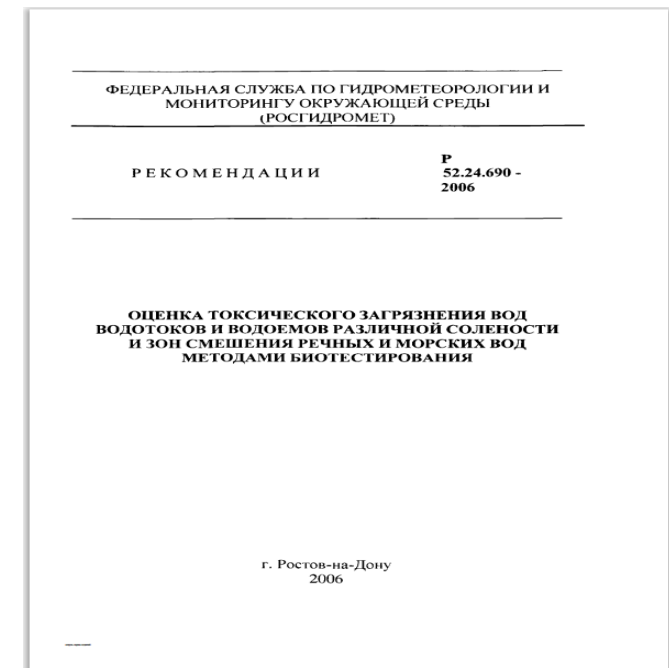 ФЕДЕРАЛЬНАЯ СЛУЖБА ПО ГИДРОМЕТЕОРОЛОГИИ И
МОНИТОРИНГУ ОКРУЖАЮЩЕЙ СРЕДЫ
(РОСГИДРОМЕТ)
РЕКОМЕНДАЦИИ
Р
52.24.690 -
2006
ОЦЕНКА ТОКСИЧЕСКОГО ЗАГРЯЗНЕНИЯ ВОД
ВОДОТОКОВ И ВОДОЕМОВ РАЗЛИЧНОЙ СОЛЕНОСТИ
И ЗОН СМЕШЕНИЯ РЕЧНЫХ И МОРСКИХ ВОД
МЕТОДАМИ БИОТЕСТИРОВАНИЯ
г. Ростов-на-Дону
2006